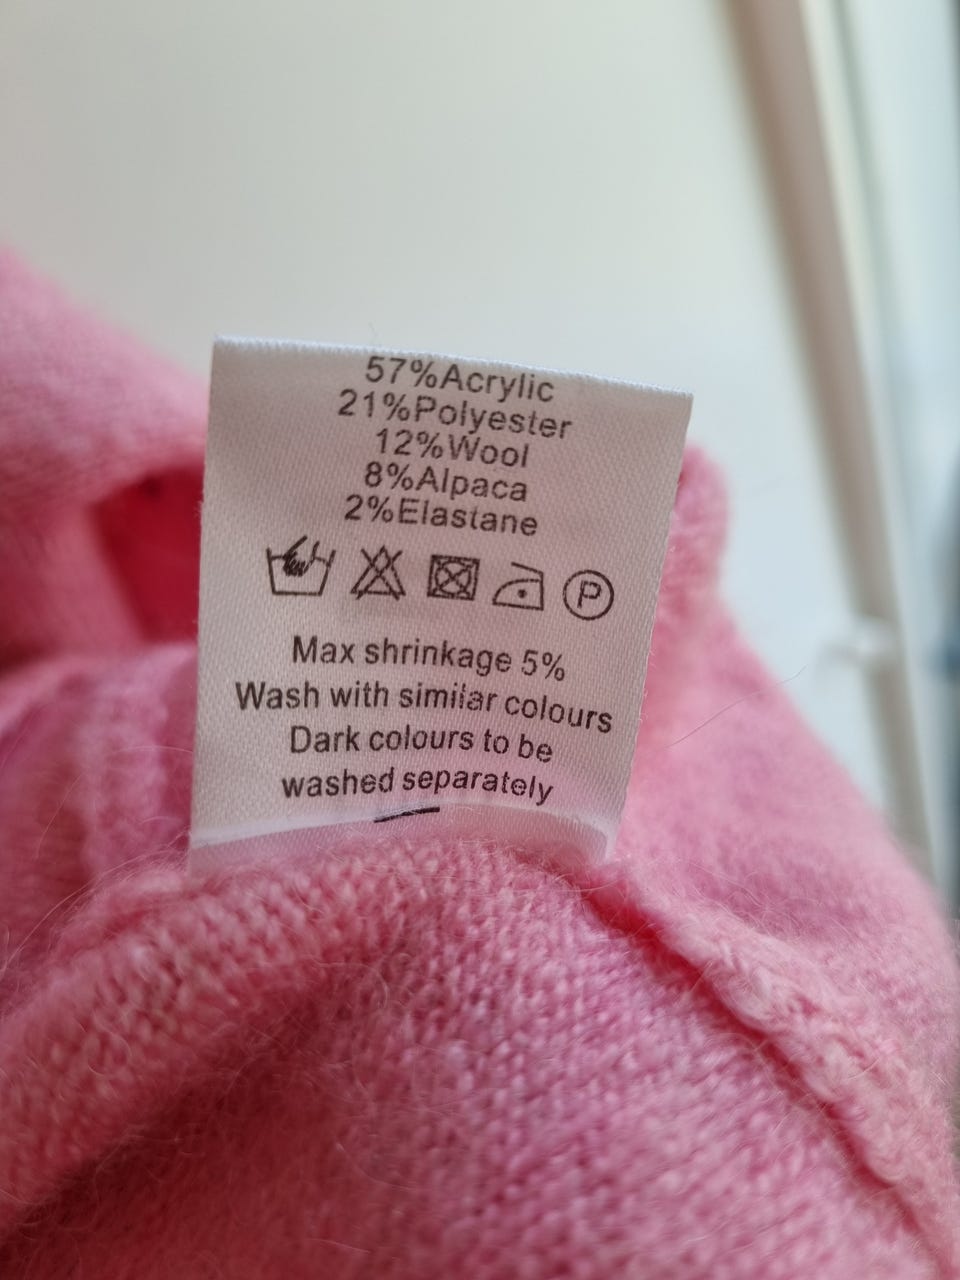 57%Acrylic
21%Polyester
12%Wool
8%Alpaca
2%Elastane
P
Max shrinkage 5%
Wash with similar colours
Dark colours to be
washed separately